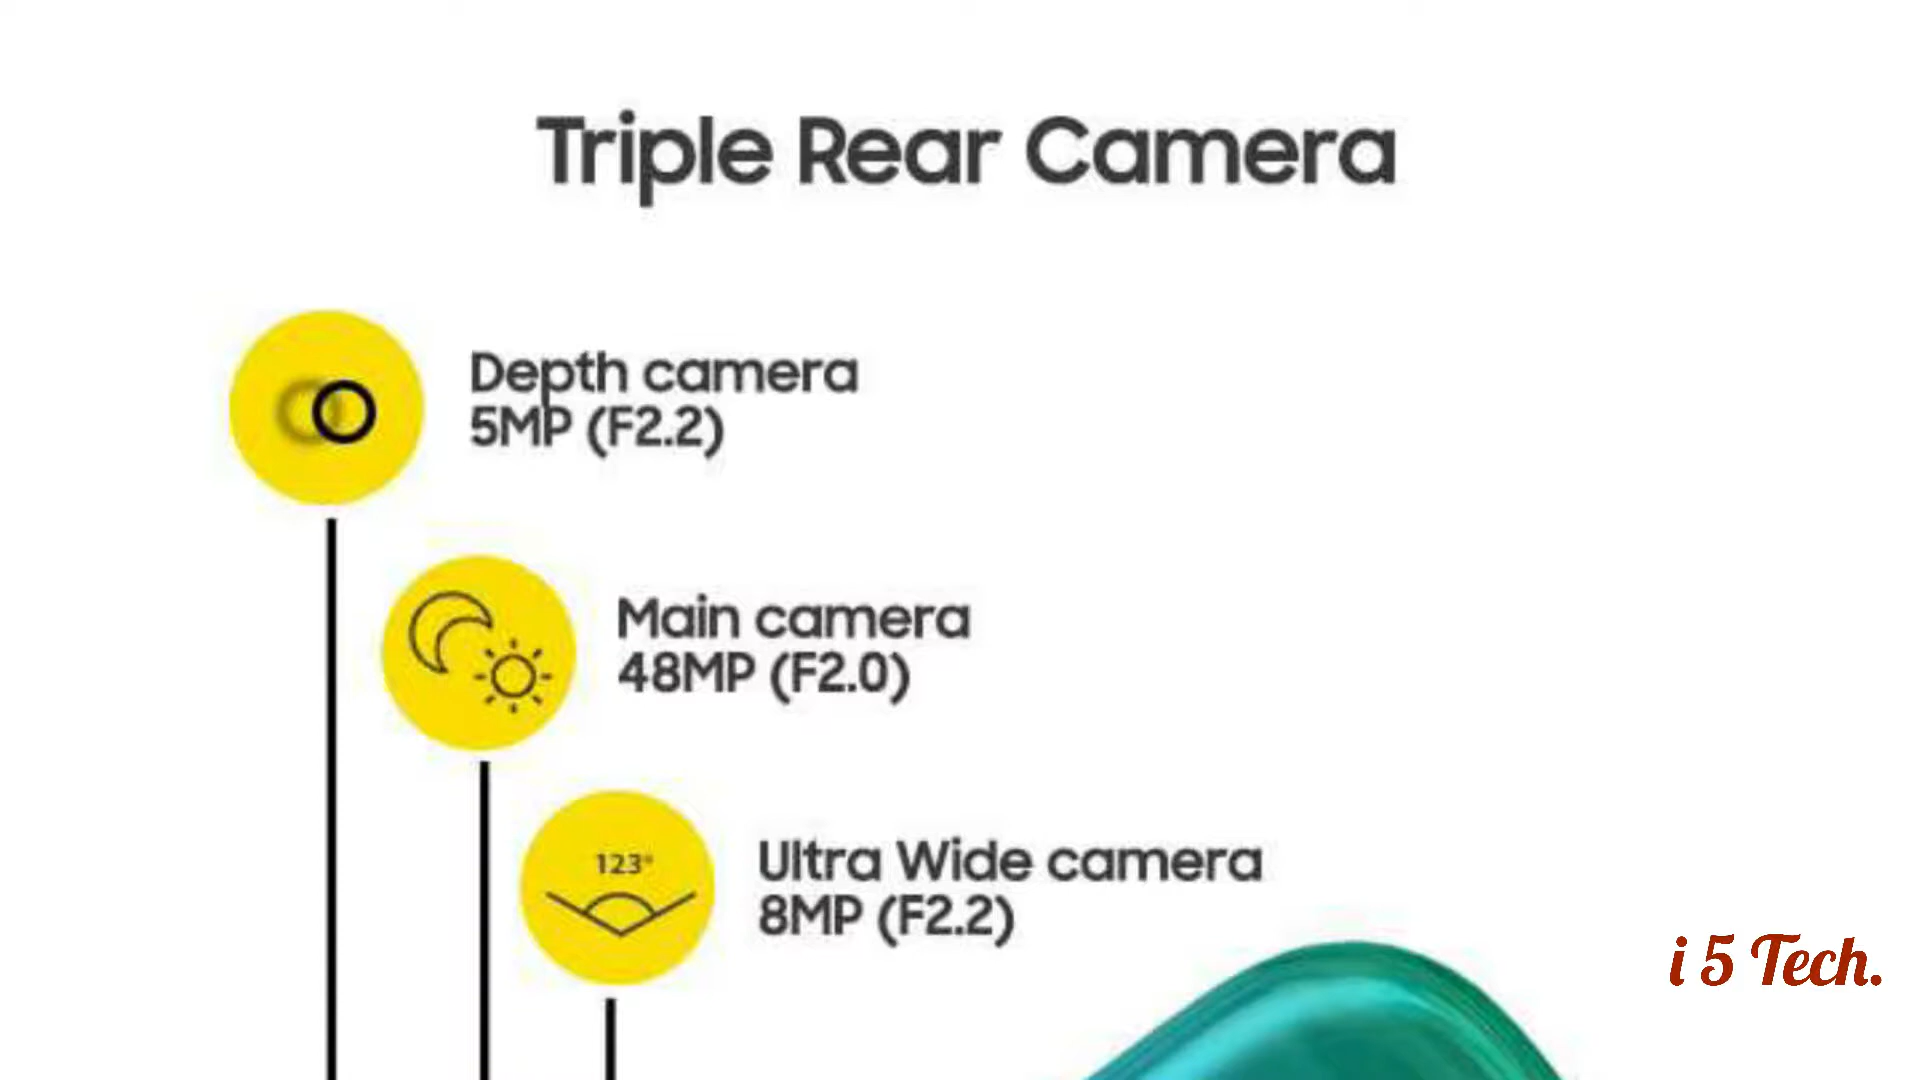 Triple Rear Camera
Depth camera
5MP (F2.2)
Main camera
48MP (F2.0)
123°
Ultra Wide camera
8MP (F2.2)
i 5 Tech.